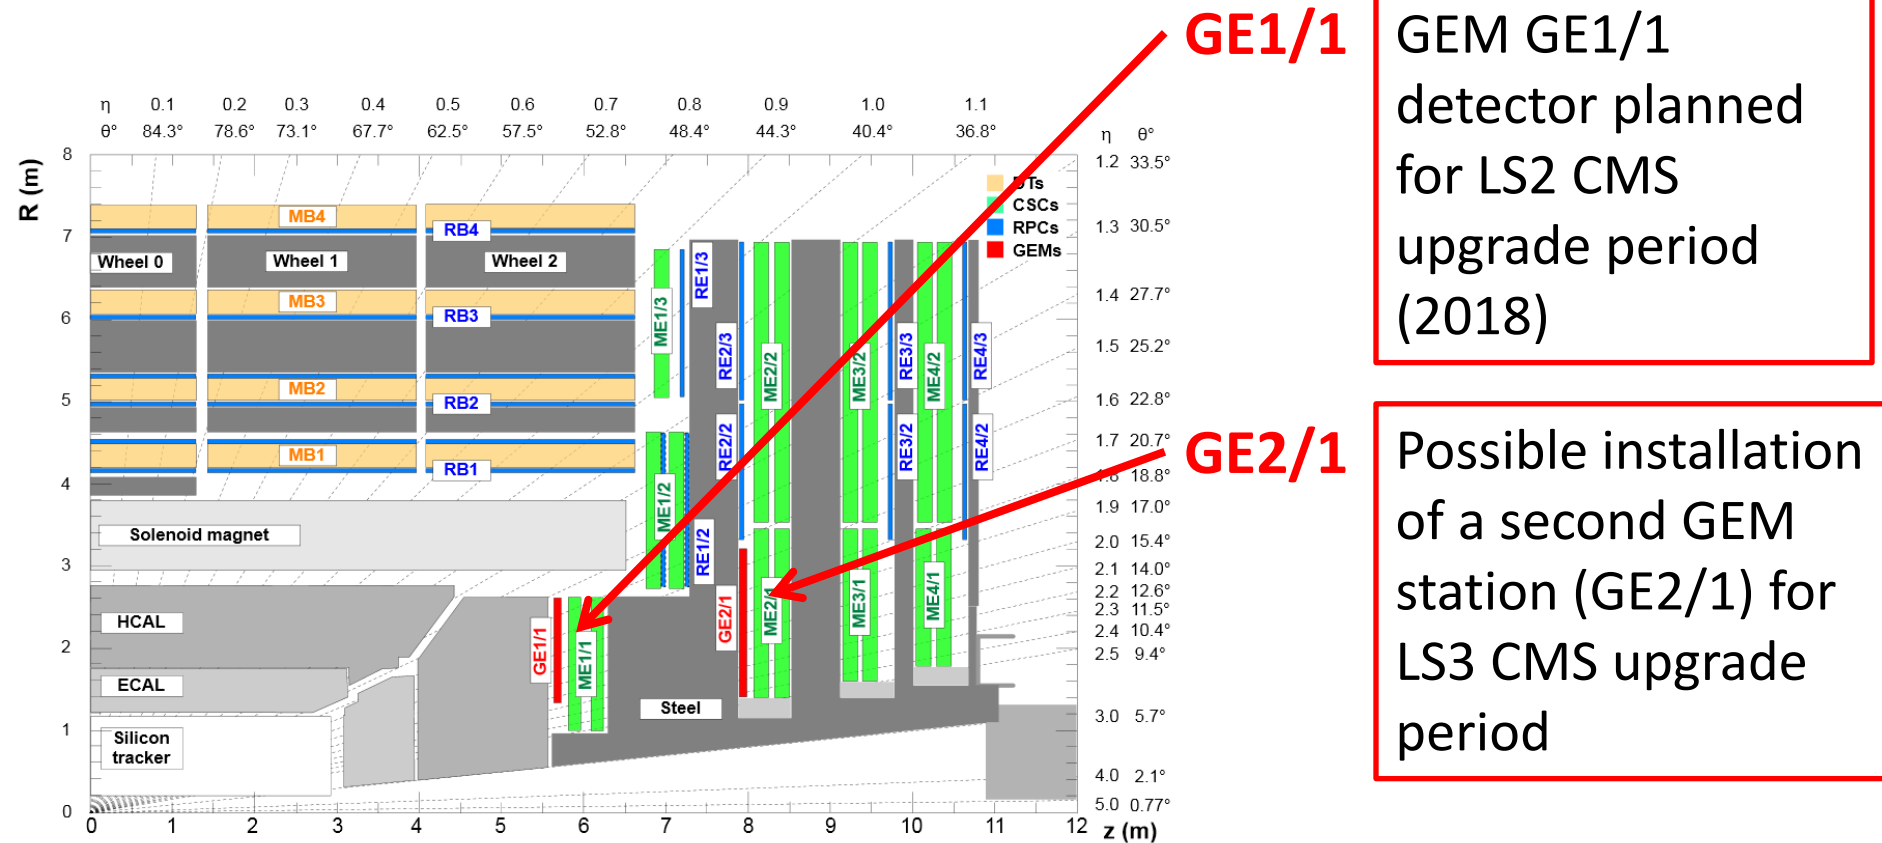 GE1/1
GEM GE1/1
detector planned
for LS2 CMS
upgrade period
(2018)
GE2/1
Possible installation
of a second GEM
station (GE2/1) for
LS3 CMS upgrade
period
η 0.1 0.2 0.3 0.4 0.5 0.6 0.7 0.8 0.9 1.0 1.1
θ° 84.3° 78.6° 73.1° 67.7° 62.5° 57.5° 52.8° 48.4° 44.3° 40.4° 36.8°
η θ°
1.2 33.5°
1.3 30.5°
1.4 27.7°
1.5 25.2°
1.6 22.8°
1.7 20.7°
1.8 18.8°
1.9 17.0°
2.0 15.4°
2.1 14.0°
2.2 12.6°
2.3 11.5°
2.4 10.4°
2.5 9.4°
3.0 5.7°
4.0 2.1°
5.0 0.77°
R (m)
8
7
6
5
4
3
2
1
0
DTs
CSCs
RPCs
GEMs
MB4
RB4
Wheel 0
Wheel 1
Wheel 2
MB3
RB3
MB2
RB2
MB1
RB1
Solenoid magnet
HCAL
ECAL
Silicon
tracker
Steel
ME1/3
RE1/3
RE2/3
ME2/2
ME3/2
RE3/3
ME4/2
RE4/3
ME1/2
RE1/2
RE2/2
RE3/2
RE4/2
GE1/1
ME1/1
GE2/1
ME2/1
ME3/1
ME4/1
0 1 2 3 4 5 6 7 8 9 10 11 12 z (m)